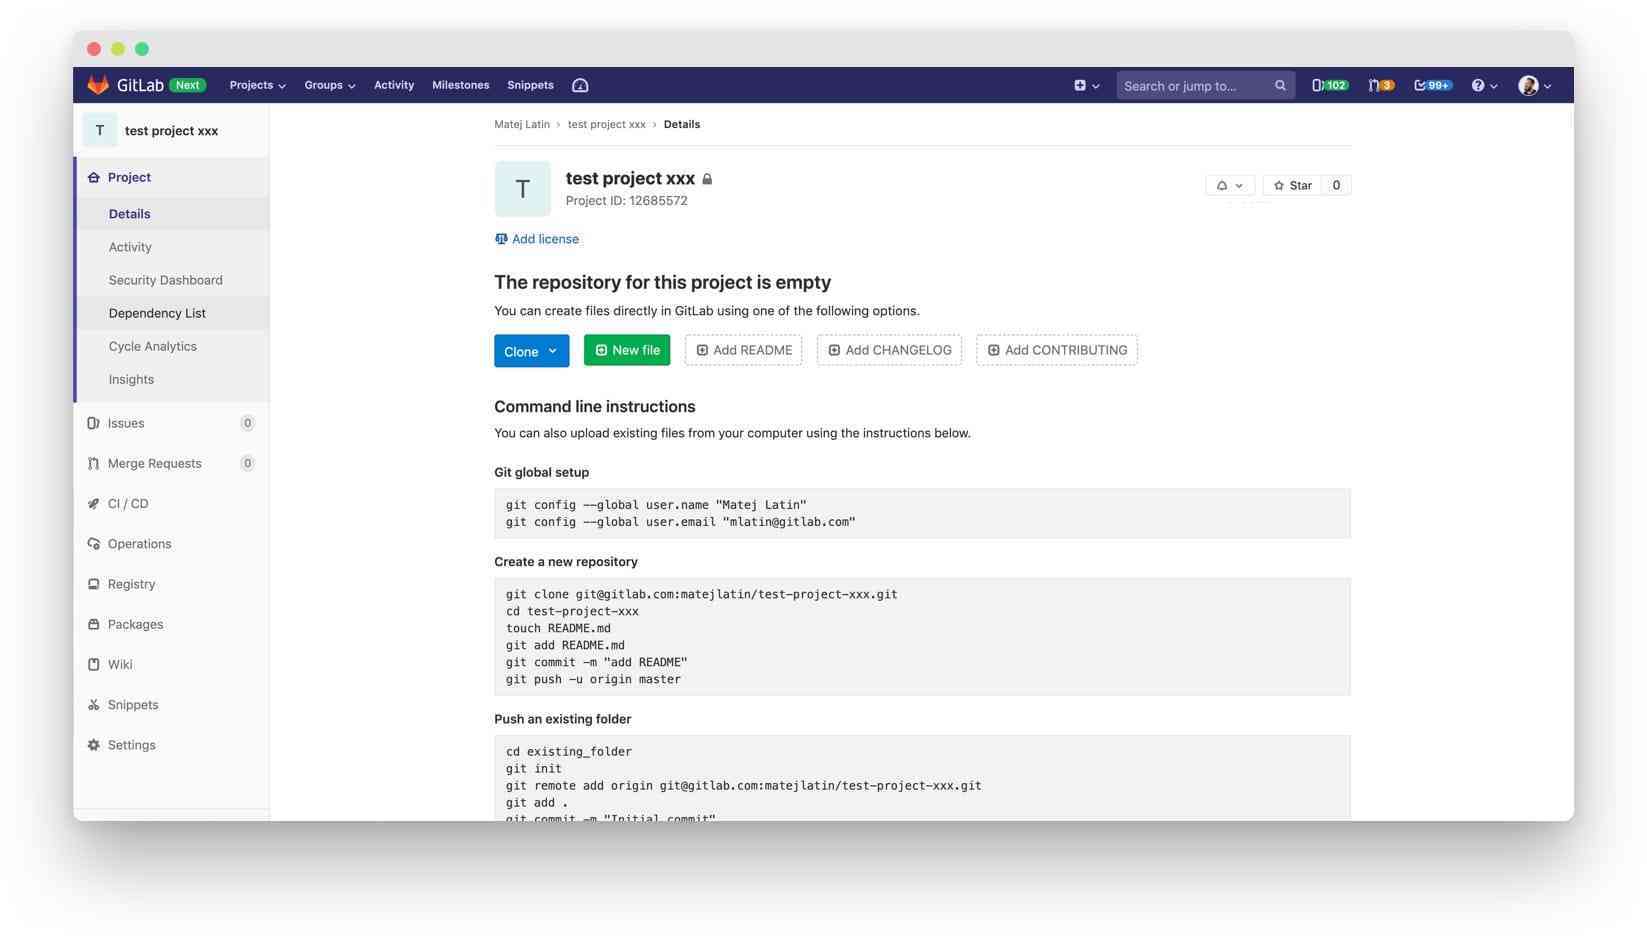 GitLab Next Projects Groups Activity Milestones Snippets Search or jump to... 102 3 99+
T test project xxx
Project
Details
Activity
Security Dashboard
Dependency List
Cycle Analytics
Insights
Issues 0
Merge Requests 0
CI / CD
Operations
Registry
Packages
Wiki
Snippets
Settings
Matej Latin › test project xxx › Details
T
test project xxx
Project ID: 12685572
Star 0
Add license
The repository for this project is empty
You can create files directly in GitLab using one of the following options.
Clone New file Add README Add CHANGELOG Add CONTRIBUTING
Command line instructions
You can also upload existing files from your computer using the instructions below.
Git global setup
git config --global user.name "Matej Latin"
git config --global user.email "mlatin@gitlab.com"
Create a new repository
git clone git@gitlab.com:matejlatin/test-project-xxx.git
cd test-project-xxx
touch README.md
git add README.md
git commit -m "add README"
git push -u origin master
Push an existing folder
cd existing_folder
git init
git remote add origin git@gitlab.com:matejlatin/test-project-xxx.git
git add .
git commit -m "Initial commit"